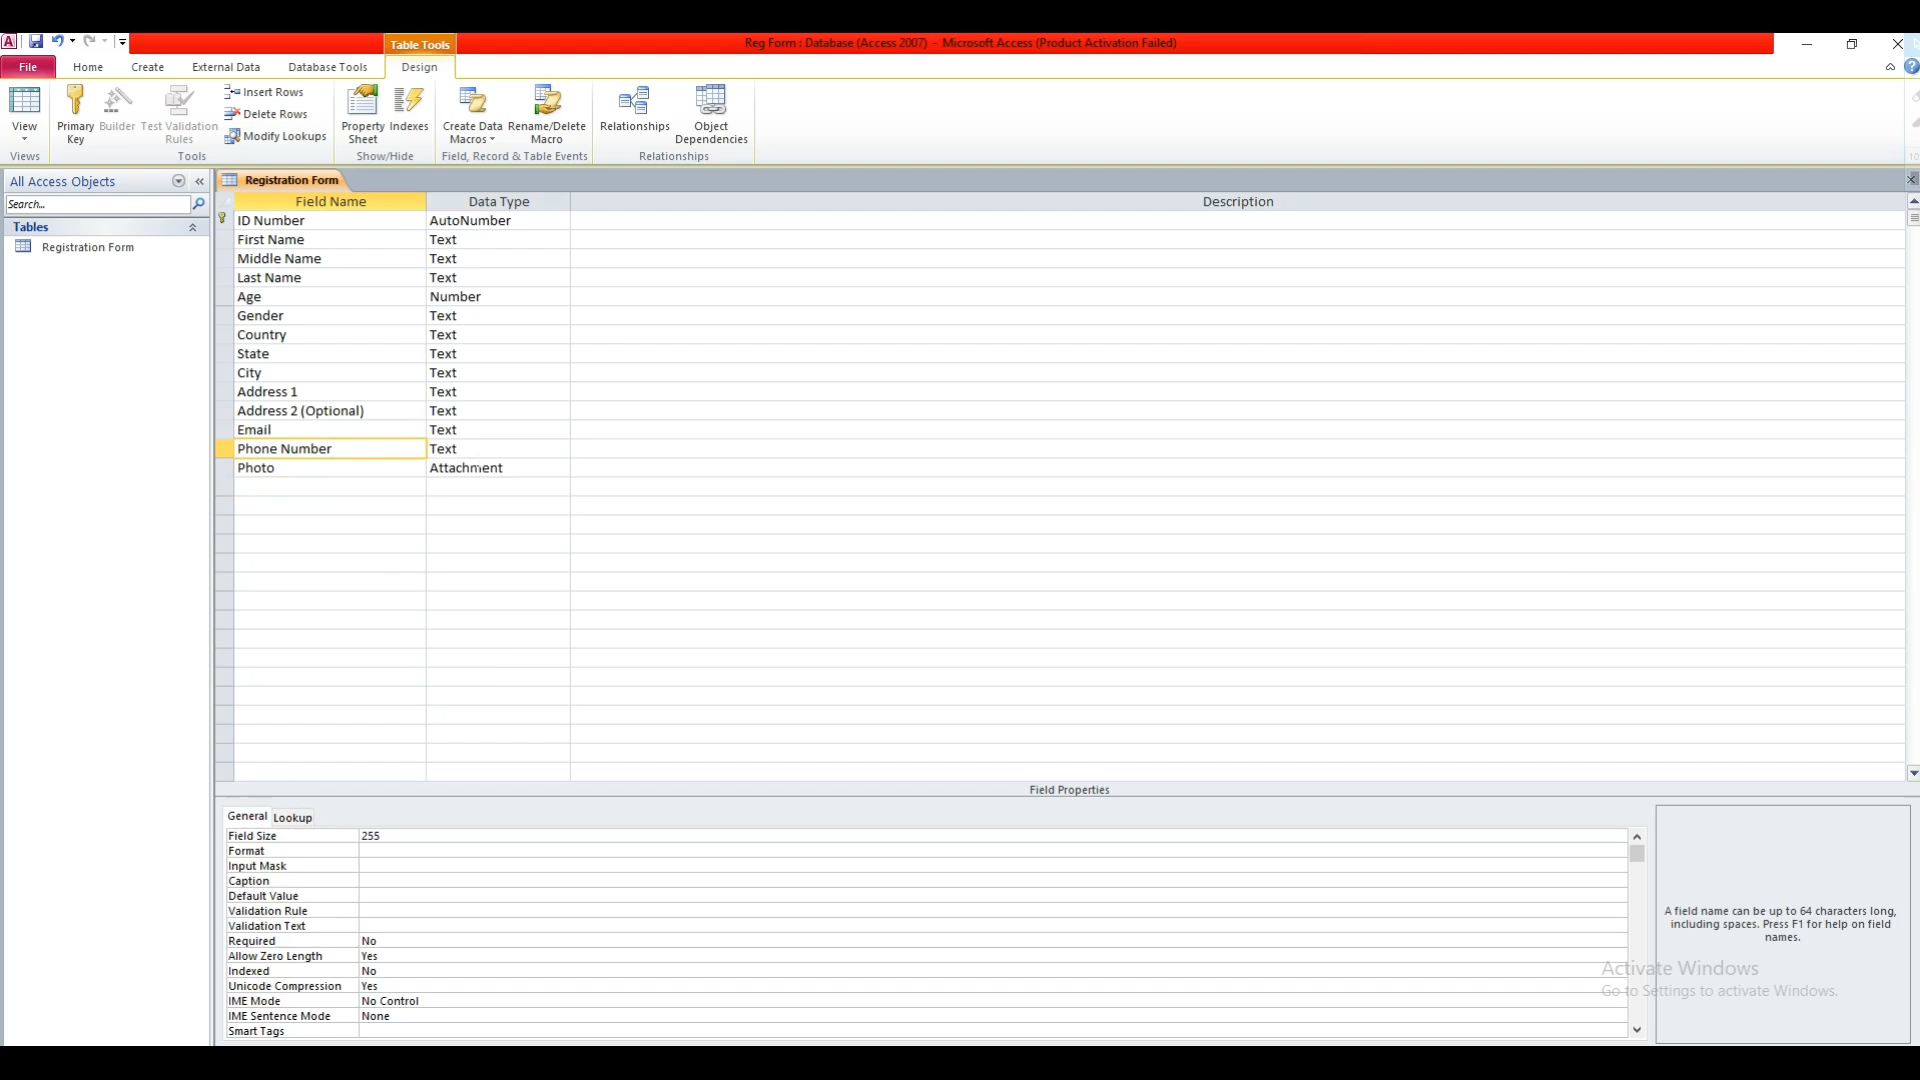 Table Tools
Reg Form : Database (Access 2007) - Microsoft Access (Product Activation Failed)
File Home Create External Data Database Tools Design
View
Views
Primary Key
Builder
Test Validation Rules
Insert Rows
Delete Rows
Modify Lookups
Tools
Property Sheet
Indexes
Show/Hide
Create Data Macros
Rename/Delete Macro
Field, Record & Table Events
Relationships
Object Dependencies
Relationships
All Access Objects
Search...
Tables
Registration Form
Registration Form
Field Name Data Type Description
ID Number AutoNumber
First Name Text
Middle Name Text
Last Name Text
Age Number
Gender Text
Country Text
State Text
City Text
Address 1 Text
Address 2 (Optional) Text
Email Text
Phone Number Text
Photo Attachment
Field Properties
General Lookup
Field Size 255
Format
Input Mask
Caption
Default Value
Validation Rule
Validation Text
Required No
Allow Zero Length Yes
Indexed No
Unicode Compression Yes
IME Mode No Control
IME Sentence Mode None
Smart Tags
A field name can be up to 64 characters long,
including spaces. Press F1 for help on field
names.
Activate Windows
Go to Settings to activate Windows.